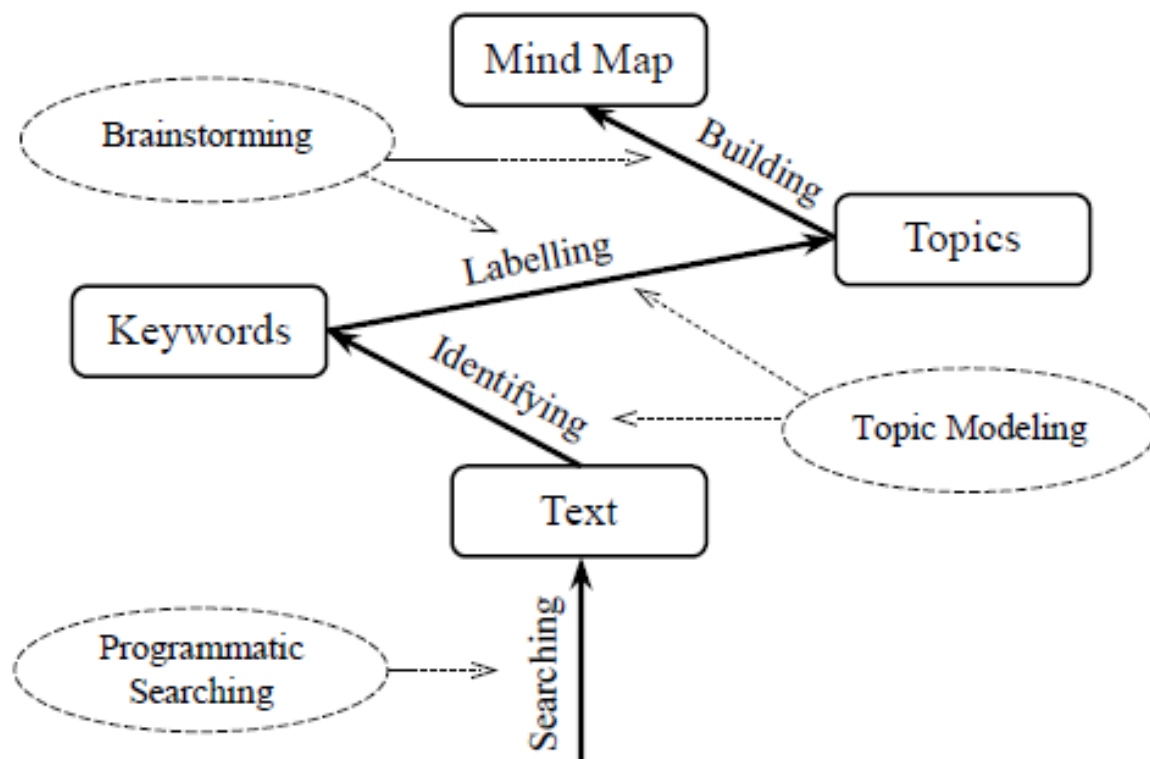 Mind Map
Brainstorming
Building
Topics
Labelling
Keywords
Identifying
Topic Modeling
Text
Searching
Programmatic
Searching